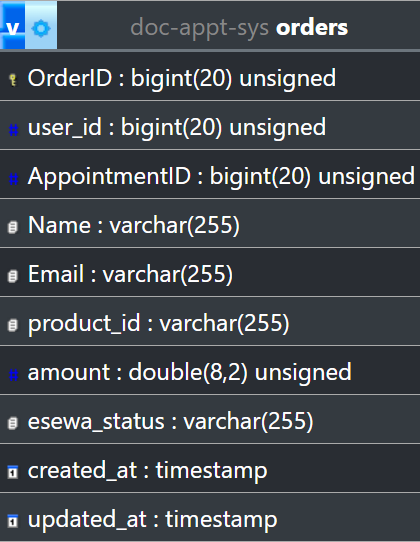 v doc-appt-sys orders
OrderID : bigint(20) unsigned
user_id : bigint(20) unsigned
AppointmentID : bigint(20) unsigned
Name : varchar(255)
Email : varchar(255)
product_id : varchar(255)
amount : double(8,2) unsigned
esewa_status : varchar(255)
created_at : timestamp
updated_at : timestamp